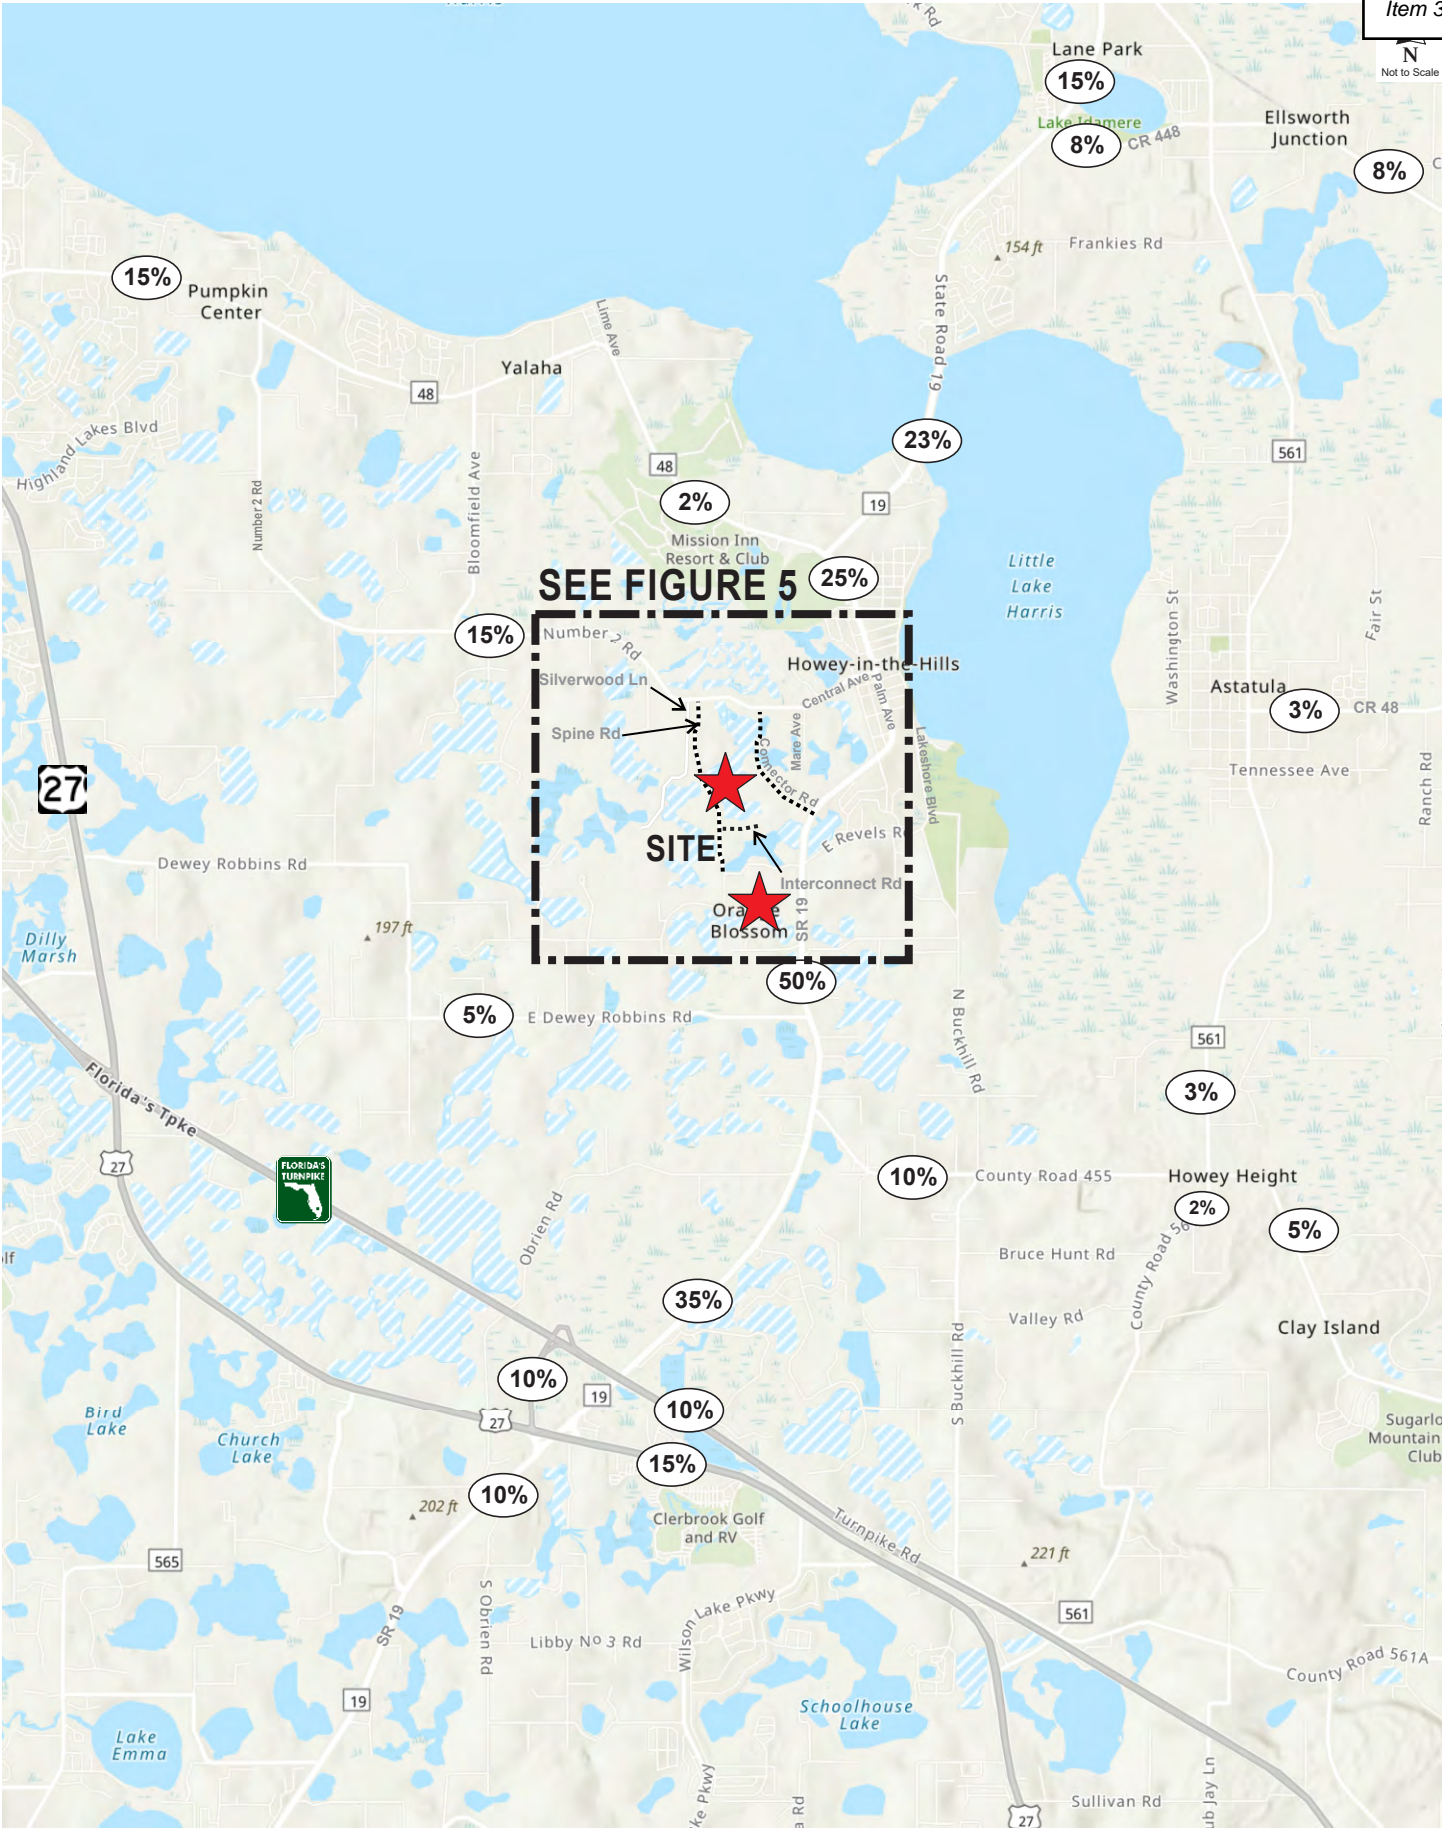 Item 3
N
Not to Scale
Lane Park
15%
Lake Idamere
8%
CR 448
Ellsworth
Junction
8%
154 ft
Frankies Rd
15%
Pumpkin
Center
State Road 19
Lime Ave
Yalaha
48
Highland Lakes Blvd
23%
561
48
Number 2 Rd
Bloomfield Ave
2%
19
Mission Inn
Resort & Club
Little
Lake
Harris
SEE FIGURE 5
25%
Washington St
Fair St
15%
Number 2 Rd
Howey-in-the-Hills
Silverwood Ln
Central Ave
Palm Ave
Astatula
3%
CR 48
Spine Rd
Mare Ave
Connector Rd
Lakeshore Blvd
Tennessee Ave
Ranch Rd
27
SITE
E Revels Rd
Dewey Robbins Rd
Interconnect Rd
197 ft
Blossom
SR 19
Dilly
Marsh
50%
5%
E Dewey Robbins Rd
N Buckhill Rd
561
Florida's Tpke
3%
27
FLORIDA'S
TURNPIKE
10%
County Road 455
Howey Height
2%
5%
Obrien Rd
Bruce Hunt Rd
County Road 56
35%
Valley Rd
Clay Island
S Buckhill Rd
10%
19
10%
27
Bird
Lake
Church
Lake
15%
Mountain
Club
10%
202 ft
Clerbrook Golf
and RV
Turnpike Rd
221 ft
565
S Obrien Rd
Wilson Lake Pkwy
561
SR 19
Libby No 3 Rd
County Road 561A
19
Schoolhouse
Lake
Lake
Emma
Sullivan Rd
27